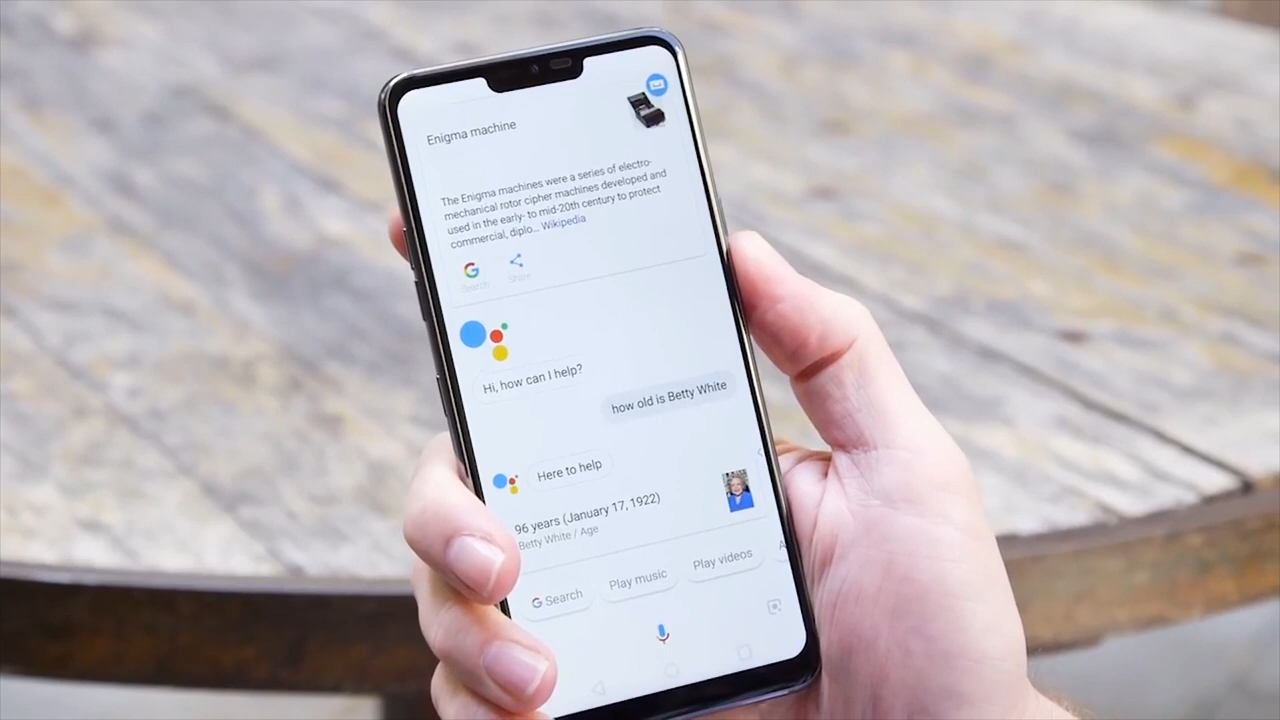 Enigma machine
The Enigma machines were a series of electro-
mechanical rotor cipher machines developed and
used in the early- to mid-20th century to protect
commercial, diplo... Wikipedia
Search Share
Hi, how can I help?
how old is Betty White
Here to help
96 years (January 17, 1922)
Betty White / Age
Search Play music Play videos